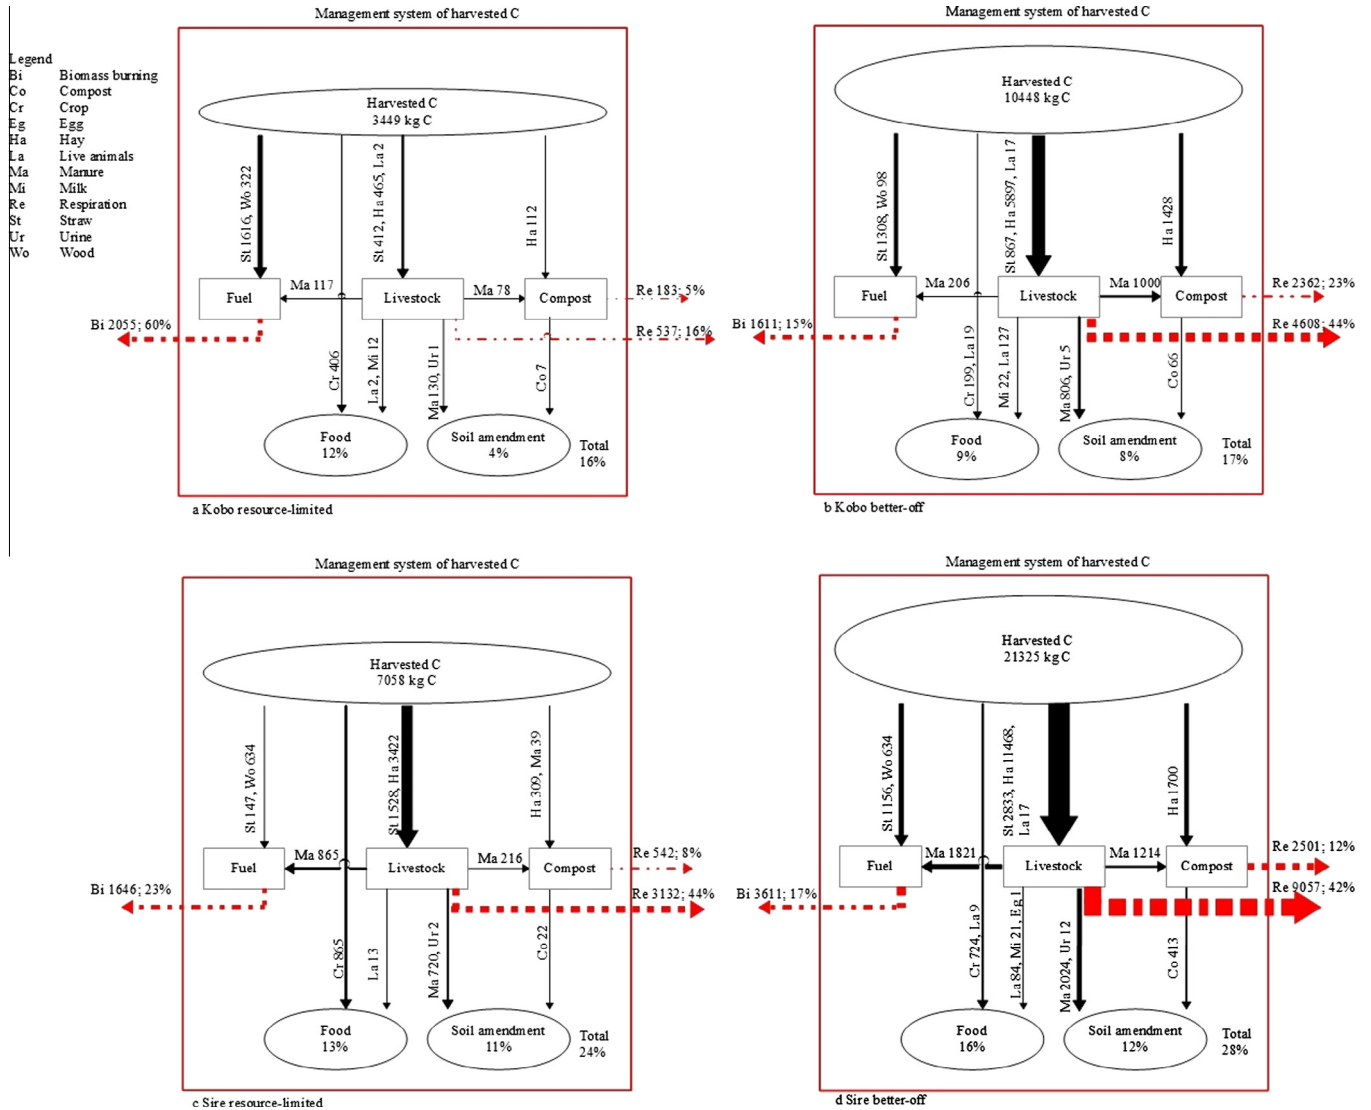 Management system of harvested C
Legend
Bi Biomass burning
Co Compost
Cr Crop
Eg Egg
Ha Hay
La Live animals
Ma Manure
Mi Milk
Re Respiration
St Straw
Ur Urine
Wo Wood
Harvested C
3449 kg C
St 1616, Wo 322
St 412, Ha 465, La 2
Ha 112
Fuel
Ma 117
Livestock
Ma 78
Compost
Re 183; 5%
Bi 2055; 60%
Re 537; 16%
Cr 406
La 2, Mi 12
Ma 130, Ur 1
Co 7
Food
12%
Soil amendment
4%
Total
16%
a Kobo resource-limited
Management system of harvested C
Harvested C
10448 kg C
St 1308, Wo 98
St 867, Ha 5897, La 17
Ha 1428
Fuel
Ma 206
Livestock
Ma 1000
Compost
Re 2362; 23%
Bi 1611; 15%
Re 4608; 44%
Cr 199, La 19
Mi 22, La 127
Ma 806, Ur 5
Co 66
Food
9%
Soil amendment
8%
Total
17%
b Kobo better-off
Management system of harvested C
Harvested C
7058 kg C
St 147, Wo 634
St 1528, Ha 3422
Ha 309, Ma 39
Fuel
Ma 865
Livestock
Ma 216
Compost
Re 542; 8%
Bi 1646; 23%
Re 3132; 44%
Cr 865
La 13
Ma 720, Ur 2
Co 22
Food
13%
Soil amendment
11%
Total
24%
c Sire resource-limited
Management system of harvested C
Harvested C
21325 kg C
St 1156, Wo 634
St 2833, Ha 11468,
La 17
Ha 1700
Fuel
Ma 1821
Livestock
Ma 1214
Compost
Re 2501; 12%
Bi 3611; 17%
Re 9057; 42%
Cr 724, La 9
La 84, Mi 21, Eg 1
Ma 2024, Ur 12
Co 413
Food
16%
Soil amendment
12%
Total
28%
d Sire better-off